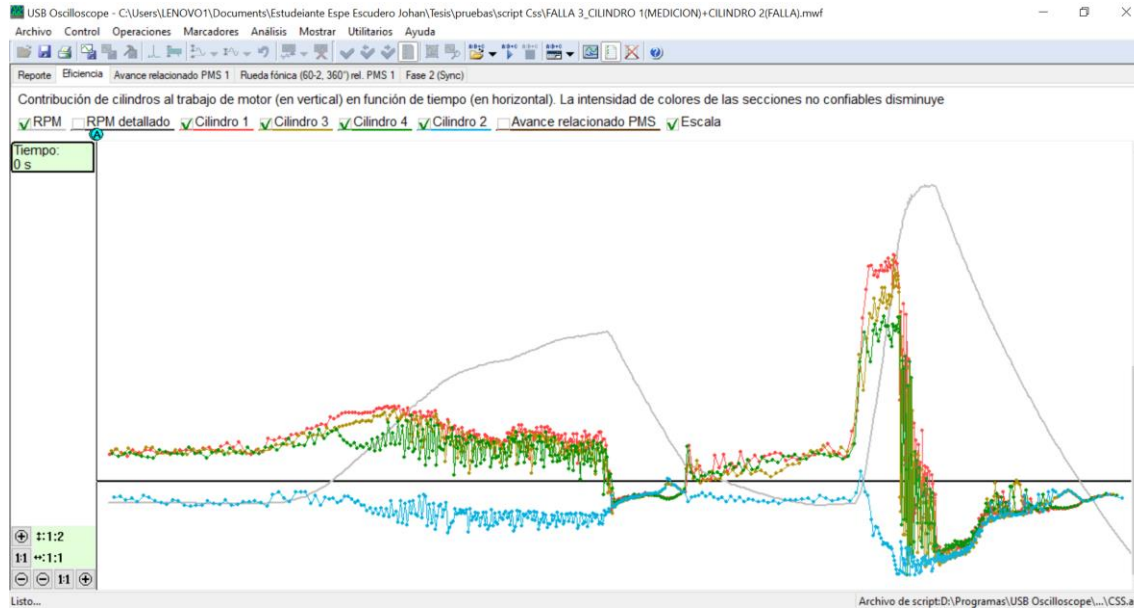 USB Oscilloscope - C:\Users\LENOVO1\Documents\Estudeiante Espe Escudero Johan\Tesis\pruebas\script Css\FALLA 3_CILINDRO 1(MEDICION)+CILINDRO 2(FALLA).mwf
Archivo Control Operaciones Marcadores Análisis Mostrar Utilitarios Ayuda
Reporte Eficiencia Avance relacionado PMS 1 Rueda fónica (60-2, 360°) rel. PMS 1 Fase 2 (Sync)
Contribución de cilindros al trabajo de motor (en vertical) en función de tiempo (en horizontal). La intensidad de colores de las secciones no confiables disminuye
RPM RPM detallado Cilindro 1 Cilindro 3 Cilindro 4 Cilindro 2 Avance relacionado PMS Escala
A
Tiempo:
0 s
:1:2
1:1 :1:1
1:1
Listo... Archivo de script:D:\Programas\USB Oscilloscope\...\CSS.a